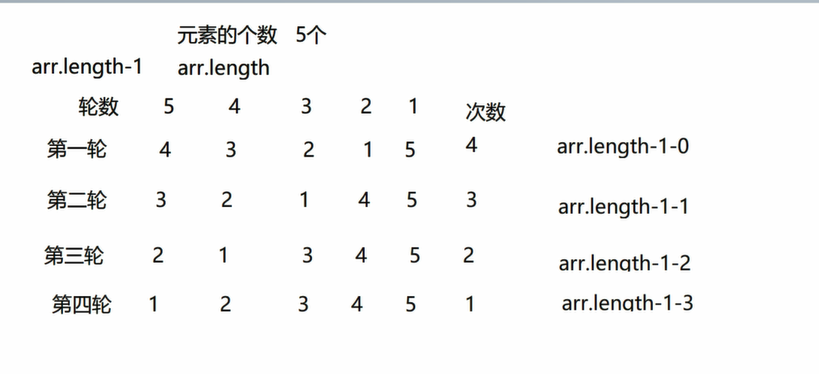 元素的个数 5个
arr.length-1 arr.length
轮数 5 4 3 2 1 次数
第一轮 4 3 2 1 5 4 arr.length-1-0
第二轮 3 2 1 4 5 3 arr.length-1-1
第三轮 2 1 3 4 5 2 arr.length-1-2
第四轮 1 2 3 4 5 1 arr.length-1-3